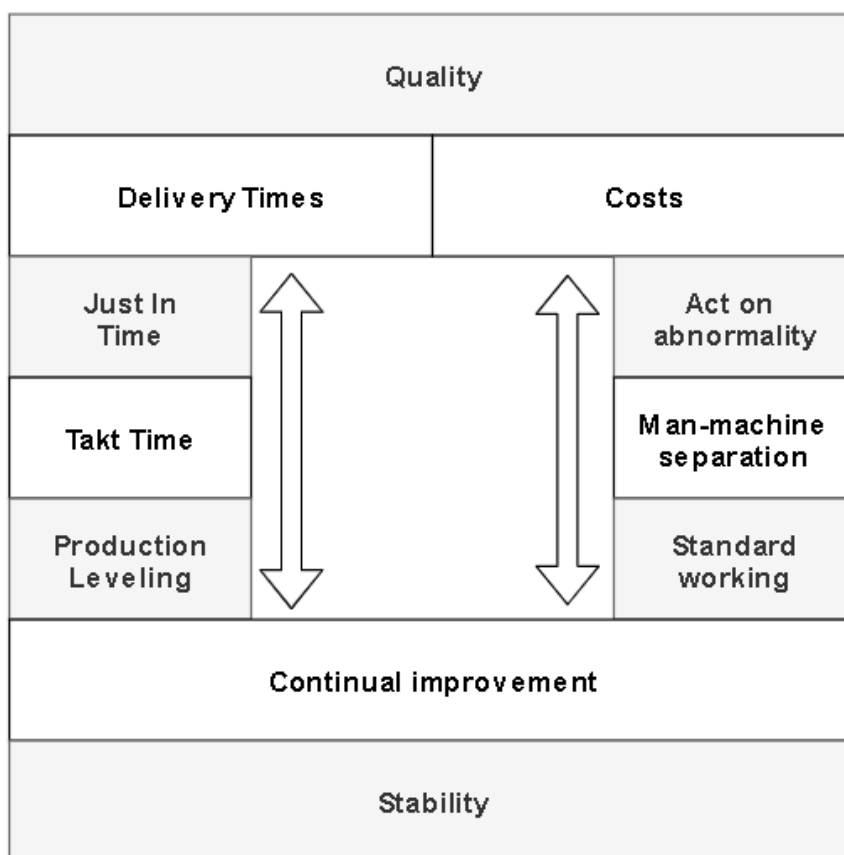 Quality
Delivery Times
Costs
Just In
Time
Act on
abnormality
Takt Time
Man-machine
separation
Production
Leveling
Standard
working
Continual improvement
Stability